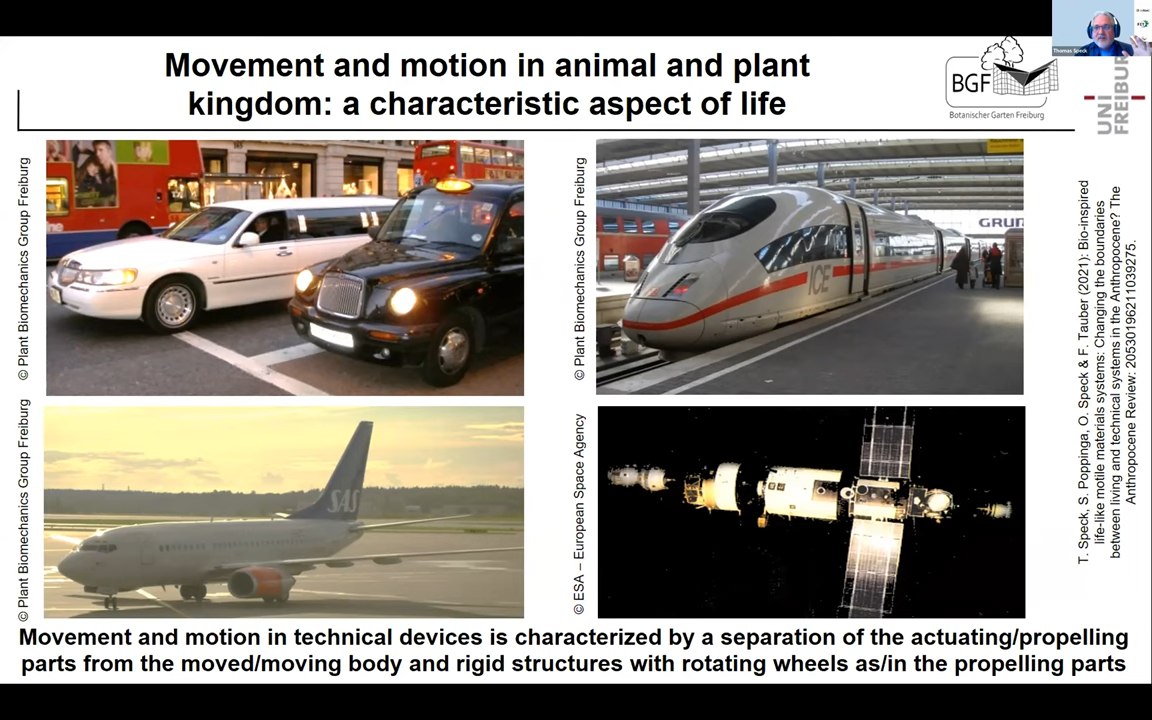 Movement and motion in animal and plant
kingdom: a characteristic aspect of life
BGF
Botanischer Garten Freiburg
UNI
FREIBURG
Thomas Speck
© Plant Biomechanics Group Freiburg
© Plant Biomechanics Group Freiburg
ICE
GRUN
© Plant Biomechanics Group Freiburg
SAS
© ESA – European Space Agency
T. Speck, S. Poppinga, O. Speck & F. Tauber (2021): Bio-inspired
life-like motile materials systems: Changing the boundaries
between living and technical systems in the Anthropocene? The
Anthropocene Review: 20530196211039275.
Movement and motion in technical devices is characterized by a separation of the actuating/propelling
parts from the moved/moving body and rigid structures with rotating wheels as/in the propelling parts